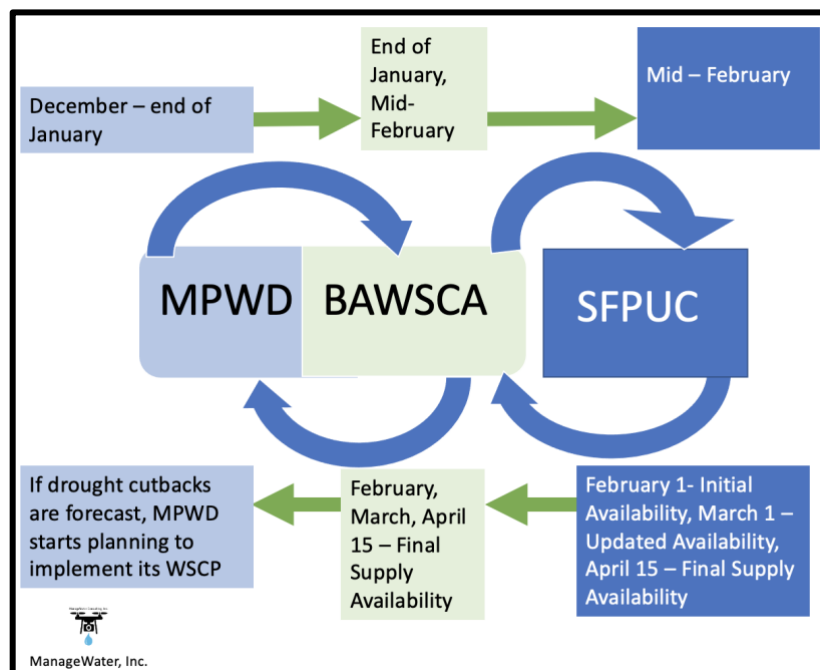 December – end of
January
End of
January,
Mid-
February
Mid – February
MPWD
BAWSCA
SFPUC
If drought cutbacks
are forecast, MPWD
starts planning to
implement its WSCP
February,
March, April
15 – Final
Supply
Availability
February 1- Initial
Availability, March 1 –
Updated Availability,
April 15 – Final Supply
Availability
ManageWater, Inc.